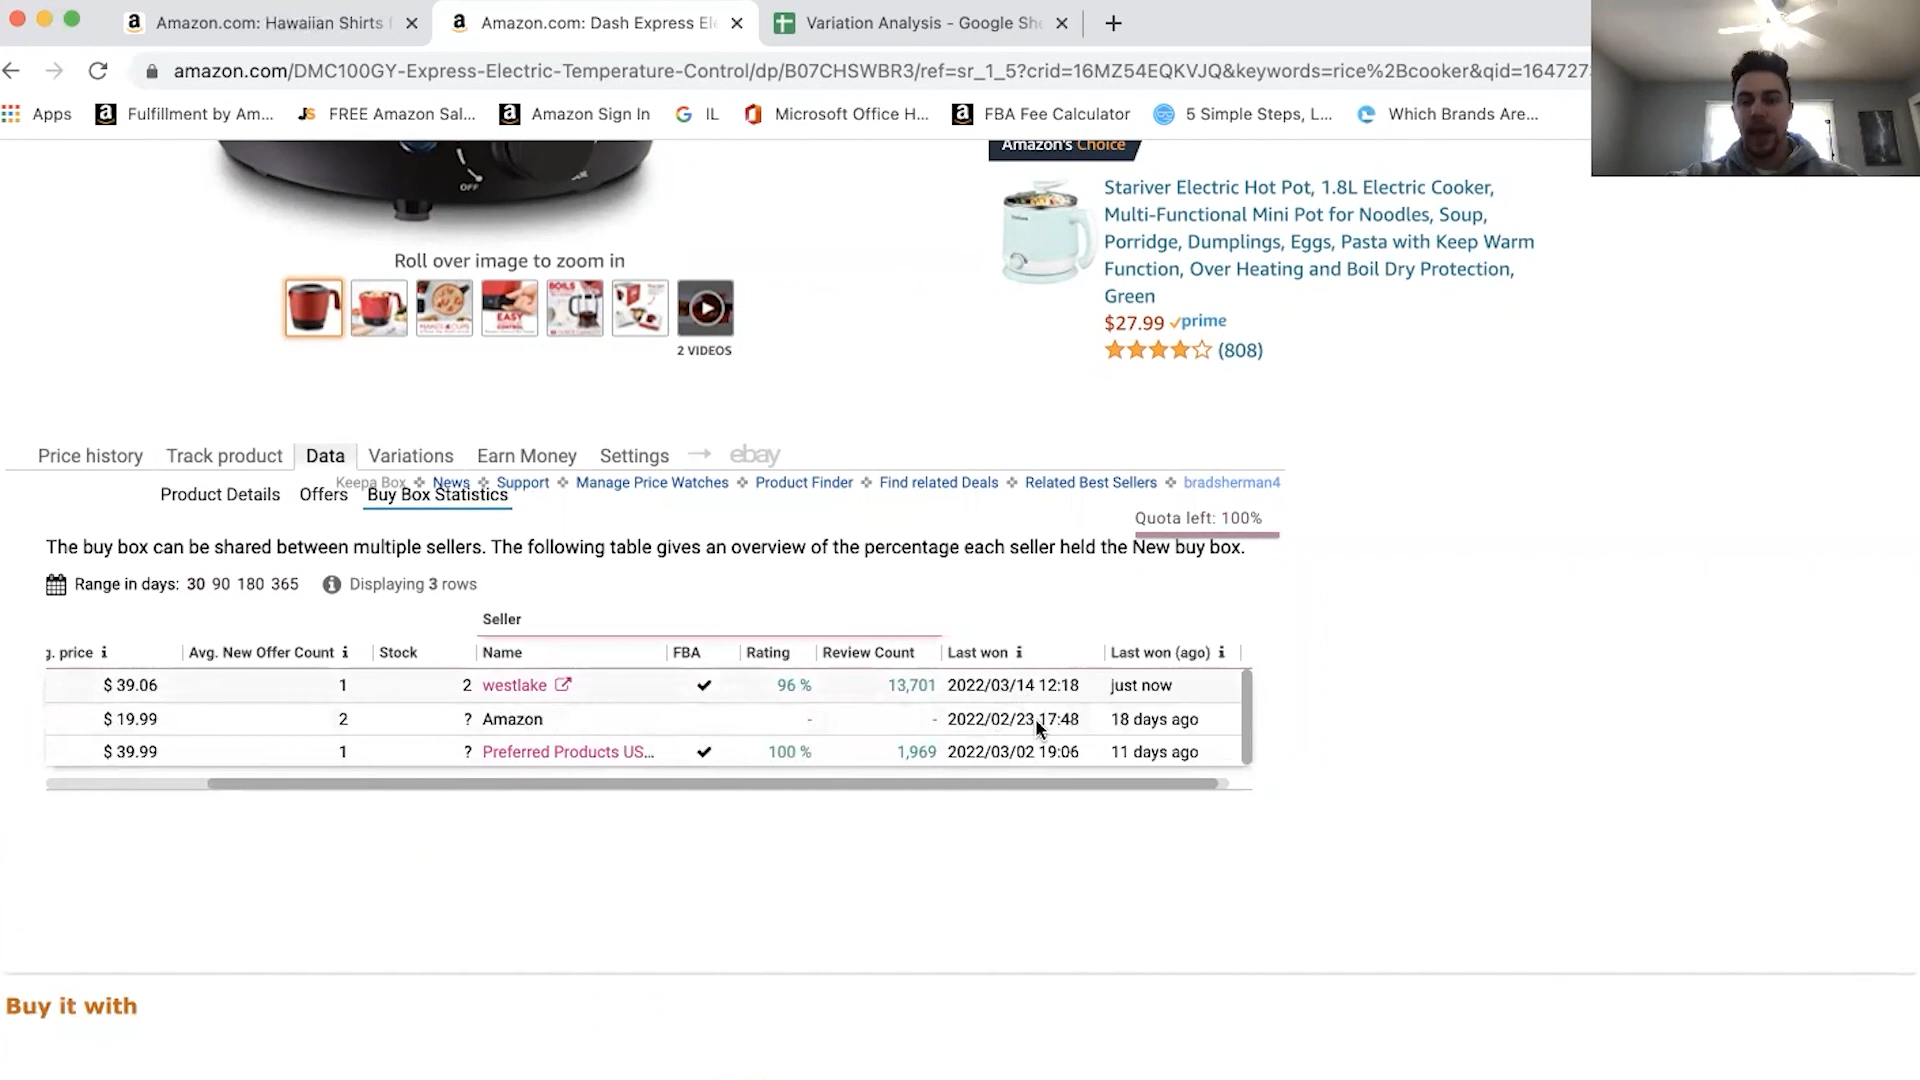 Amazon.com: Hawaiian Shirts f
Amazon.com: Dash Express Ele
Variation Analysis - Google She
amazon.com/DMC100GY-Express-Electric-Temperature-Control/dp/B07CHSWBR3/ref=sr_1_5?crid=16MZ54EQKVJQ&keywords=rice%2Bcooker&qid=164727
Apps
Fulfillment by Am...
JS FREE Amazon Sal...
Amazon Sign In
IL
Microsoft Office H...
FBA Fee Calculator
5 Simple Steps, L...
Which Brands Are...
OFF
Amazon's Choice
Stariver Electric Hot Pot, 1.8L Electric Cooker,
Multi-Functional Mini Pot for Noodles, Soup,
Porridge, Dumplings, Eggs, Pasta with Keep Warm
Function, Over Heating and Boil Dry Protection,
Green
$27.99 prime
(808)
Roll over image to zoom in
EASY
BOILS
2 VIDEOS
Price history Track product Data Variations Earn Money Settings → ebay
Keepa Box News Support Manage Price Watches Product Finder Find related Deals Related Best Sellers bradsherman4
Product Details Offers Buy Box Statistics
Quota left: 100%
The buy box can be shared between multiple sellers. The following table gives an overview of the percentage each seller held the New buy box.
Range in days: 30 90 180 365 Displaying 3 rows
Seller
g. price Avg. New Offer Count Stock Name FBA Rating Review Count Last won Last won (ago)
$ 39.06 1 2 westlake ✔ 96 % 13,701 2022/03/14 12:18 just now
$ 19.99 2 ? Amazon - - 2022/02/23 17:48 18 days ago
$ 39.99 1 ? Preferred Products US... ✔ 100 % 1,969 2022/03/02 19:06 11 days ago
Buy it with